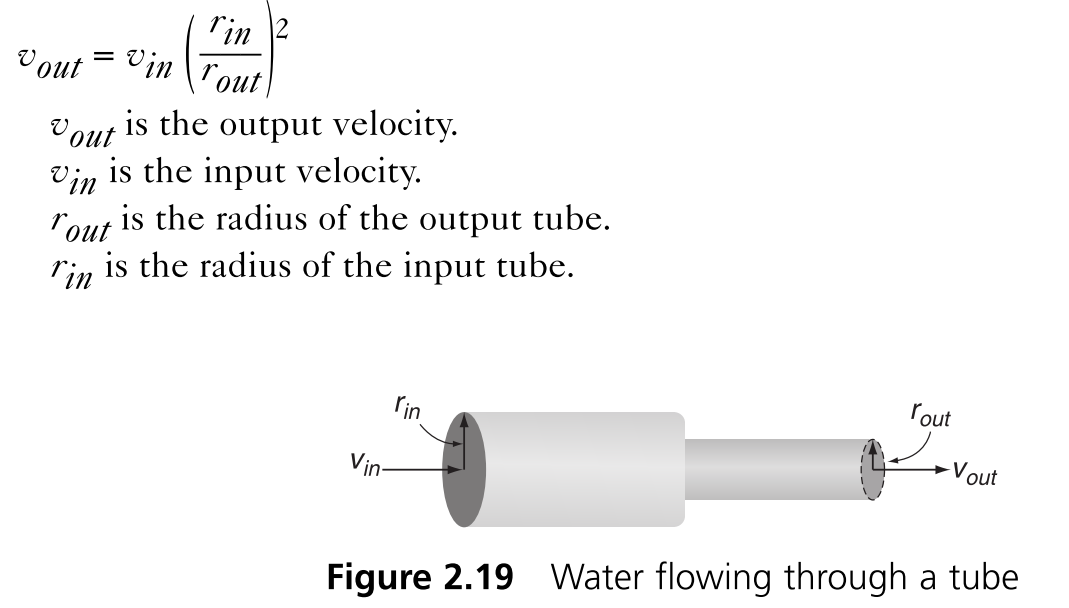 v_out = v_in (r_in / r_out)^2
v_out is the output velocity.
v_in is the input velocity.
r_out is the radius of the output tube.
r_in is the radius of the input tube.
r_in
r_out
v_in
v_out
Figure 2.19 Water flowing through a tube